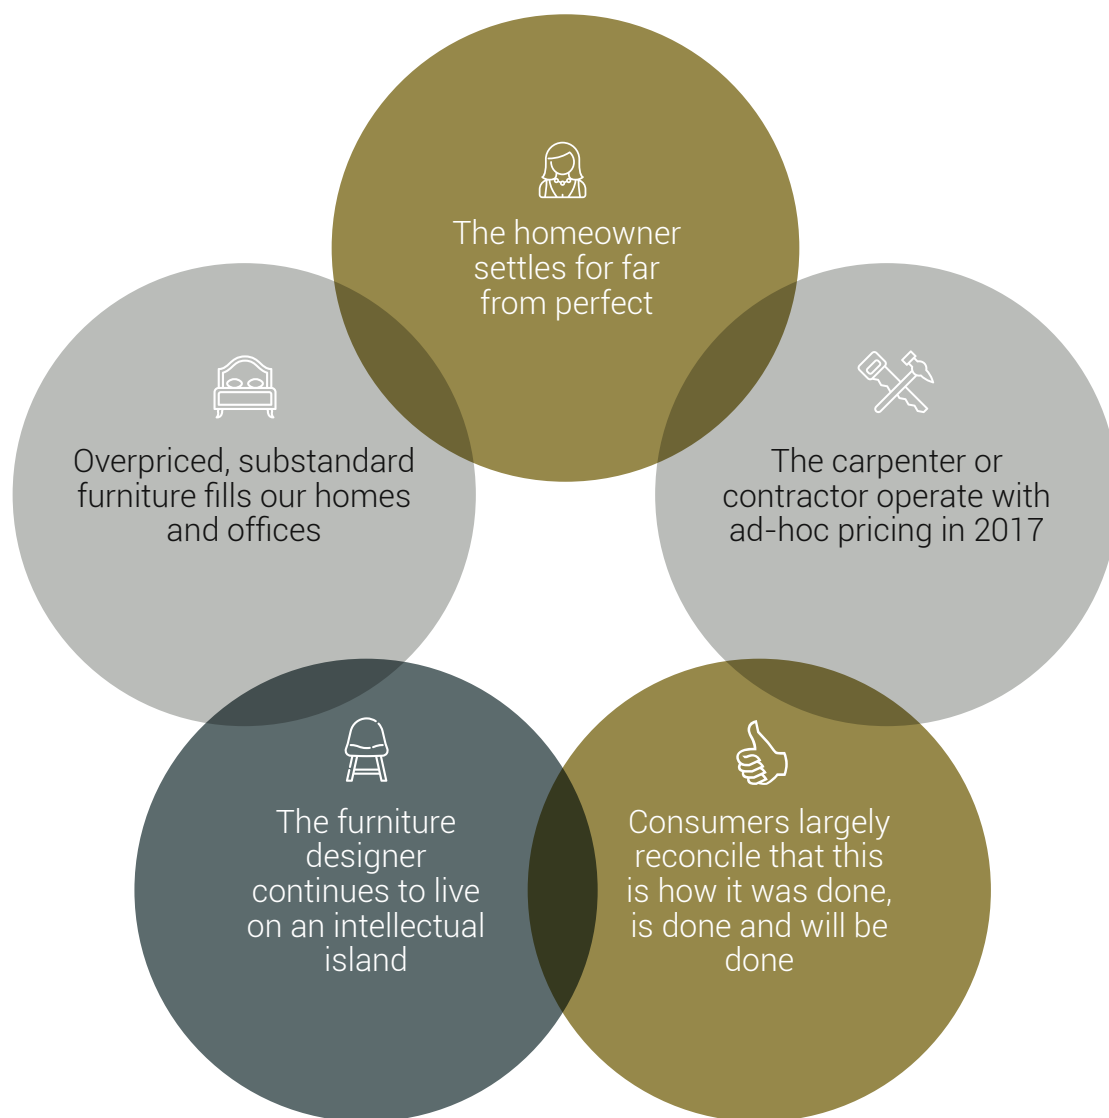 The homeowner
settles for far
from perfect
Overpriced, substandard
furniture fills our homes
and offices
The carpenter or
contractor operate with
ad-hoc pricing in 2017
The furniture
designer
continues to live
on an intellectual
island
Consumers largely
reconcile that this
is how it was done,
is done and will be
done